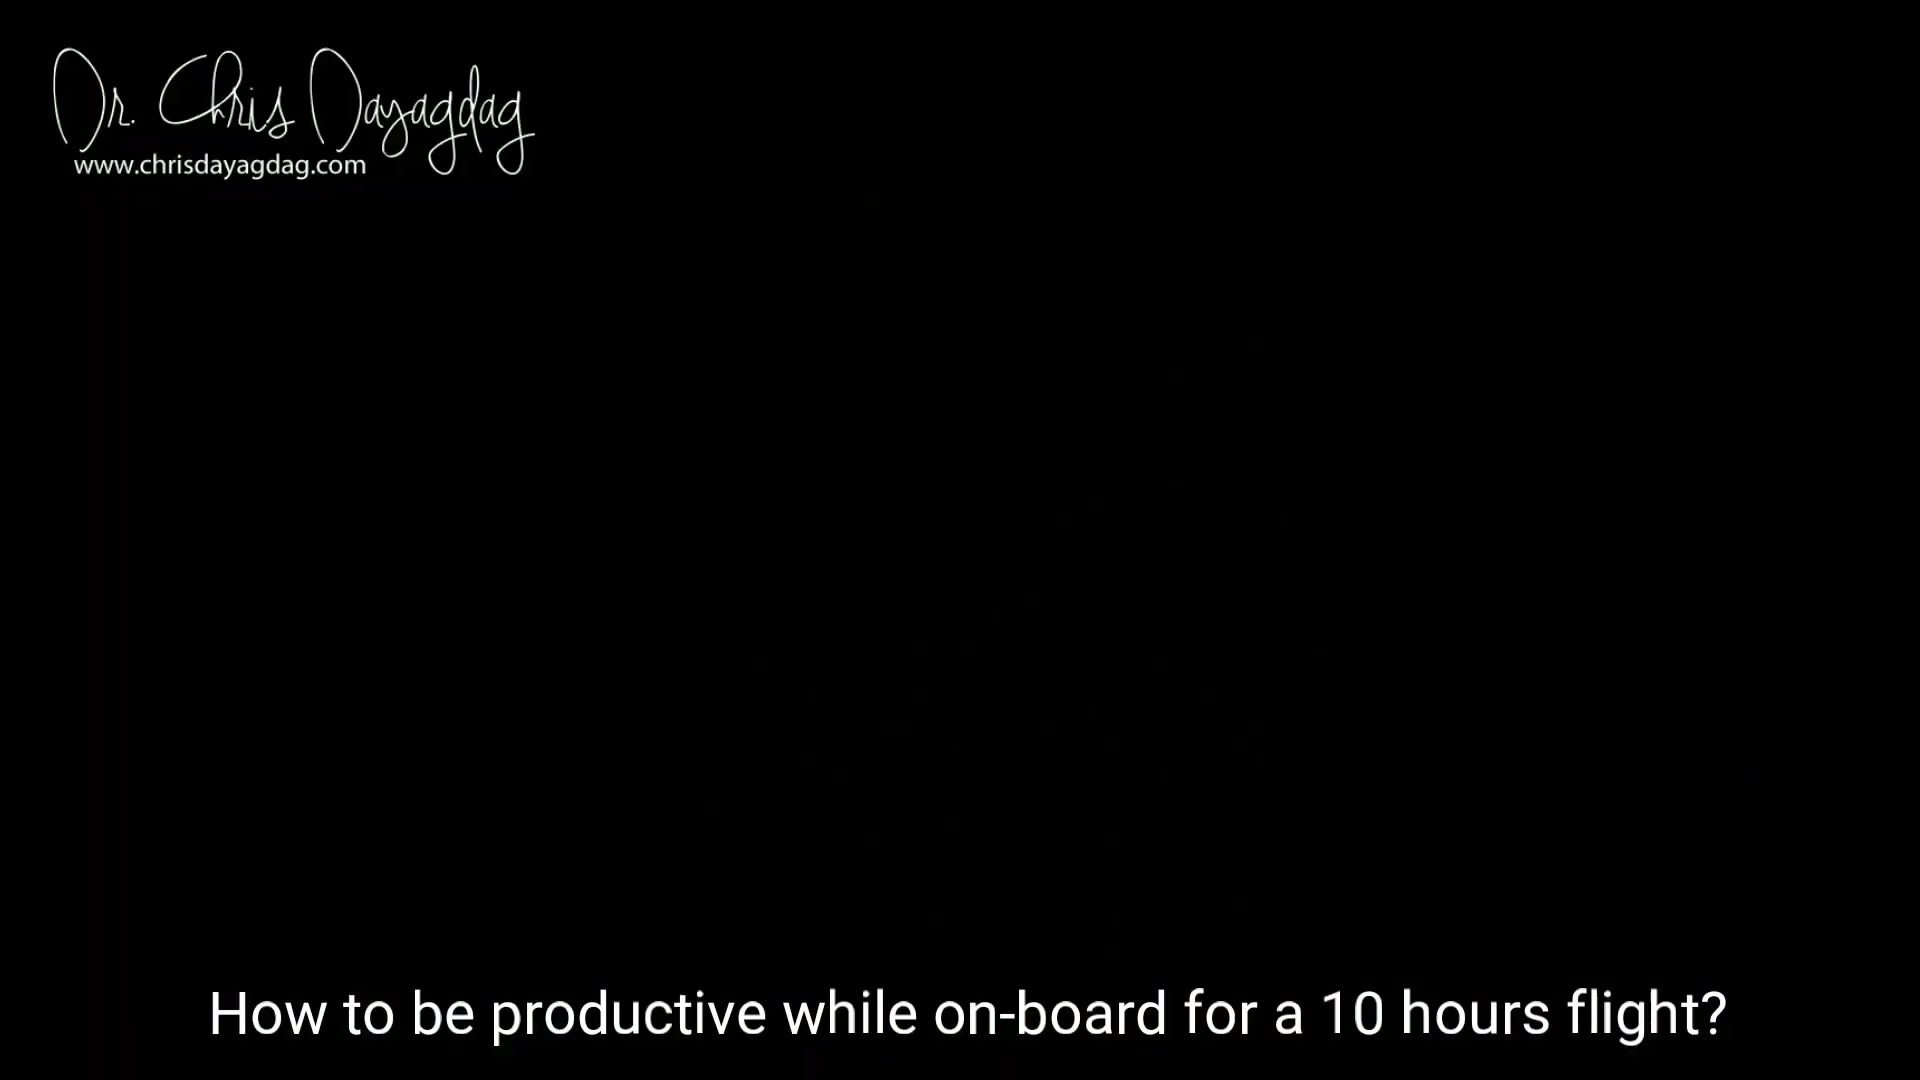 Dr. Chris Dayagdag
www.chrisdayagdag.com
How to be productive while on-board for a 10 hours flight?